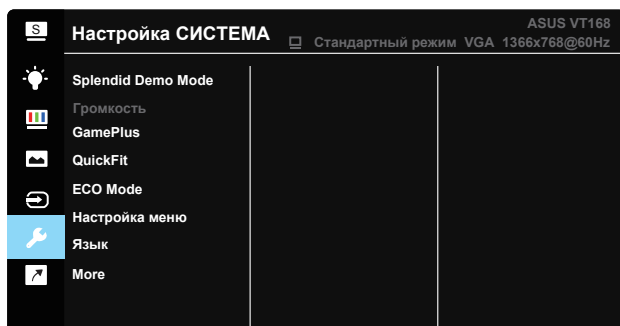 S
Настройка СИСТЕМА
ASUS VT168
Стандартный режим VGA 1366x768@60Hz
Splendid Demo Mode
Громкость
GamePlus
QuickFit
ECO Mode
Настройка меню
Язык
More